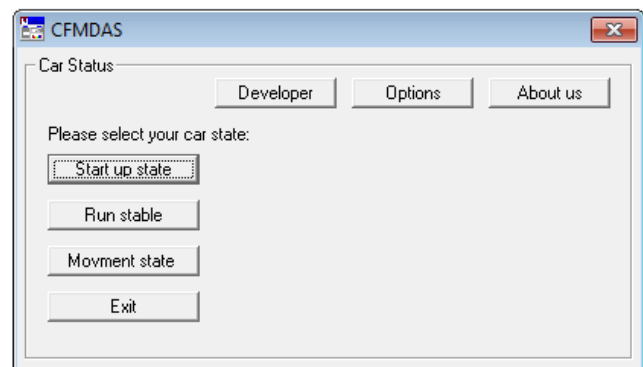 CFMDAS
Car Status
Developer Options About us
Please select your car state:
Start up state
Run stable
Movment state
Exit